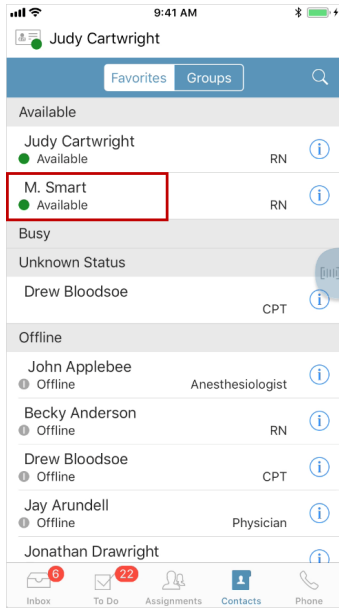 9:41 AM
Judy Cartwright
Favorites Groups
Available
Judy Cartwright
Available RN
M. Smart
Available RN
Busy
Unknown Status
Drew Bloodsoe
CPT
Offline
John Applebee
Offline Anesthesiologist
Becky Anderson
Offline RN
Drew Bloodsoe
Offline CPT
Jay Arundell
Offline Physician
Jonathan Drawright
6 22
Inbox To Do Assignments Contacts Phone